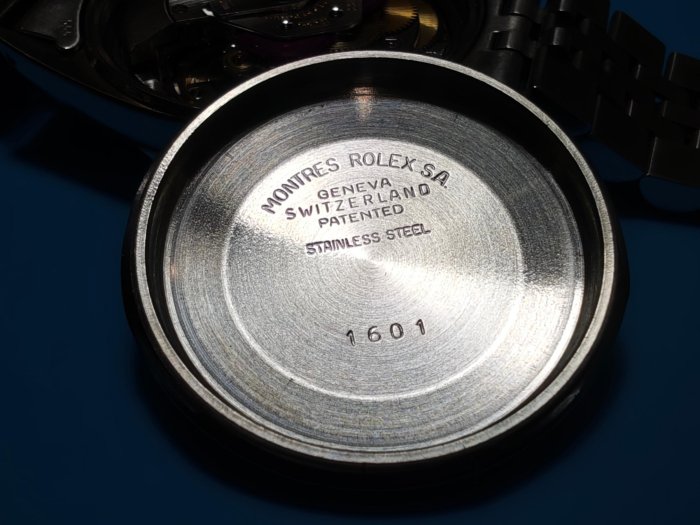 MONTRES ROLEX S.A.
GENEVA
SWITZERLAND
PATENTED
STAINLESS STEEL
1601